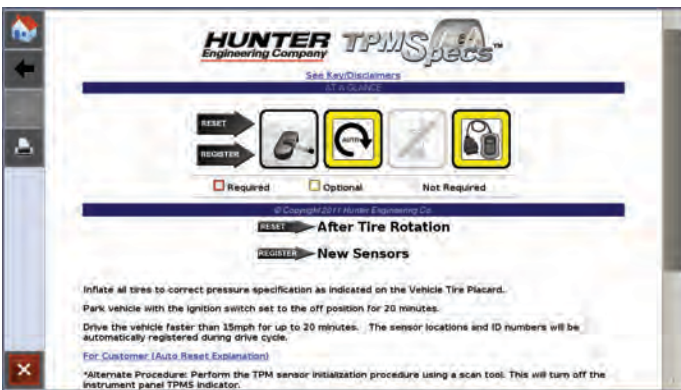 HUNTER TPMSpecs™
Engineering Company
See Key/Disclaimers
AT A GLANCE
RESET
AUTO
REGISTER
Required Optional Not Required
© Copyright 2011 Hunter Engineering Co.
RESET After Tire Rotation
REGISTER New Sensors
Inflate all tires to correct pressure specification as indicated on the Vehicle Tire Placard.
Park vehicle with the ignition switch set to the off position for 20 minutes.
Drive the vehicle faster than 15mph for up to 20 minutes. The sensor locations and ID numbers will be
automatically registered during drive cycle.
For Customer (Auto Reset Explanation)
*Alternate Procedure: Perform the TPM sensor initialization procedure using a scan tool. This will turn off the
instrument panel TPMS indicator.